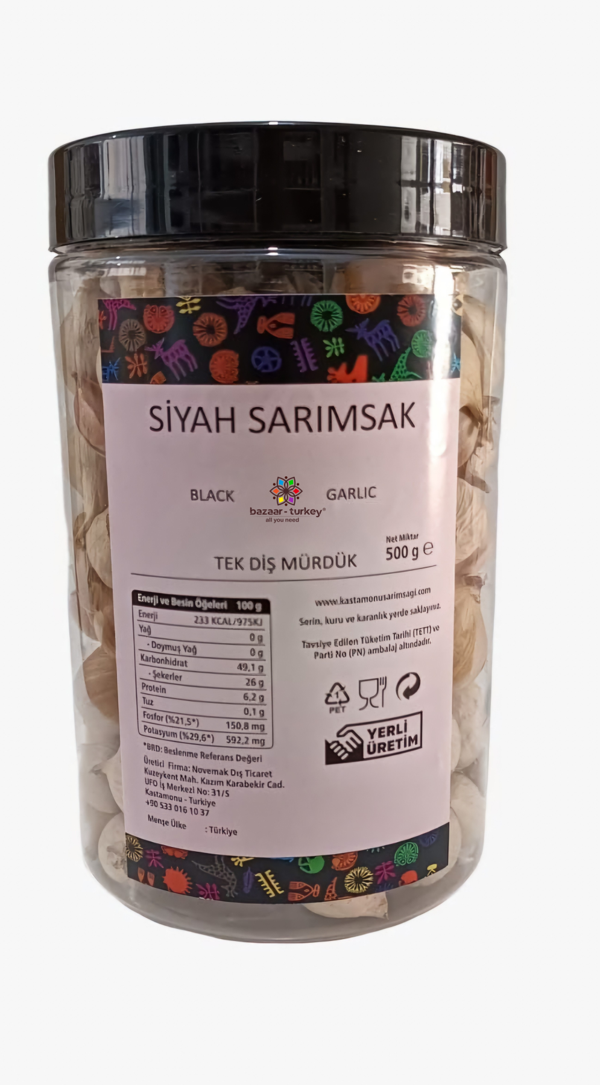 SİYAH SARIMSAK
BLACK GARLIC
bazaar-turkey®
all you need
TEK DİŞ MÜRDÜK
Net Miktar
500 g ℮
Enerji ve Besin Öğeleri 100 g
Enerji 233 KCAL/975KJ
Yağ 0 g
- Doymuş Yağ 0 g
Karbonhidrat 49,1 g
- Şekerler 26 g
Protein 6,2 g
Tuz 0,1 g
Fosfor (%21,5*) 150,8 mg
Potasyum (%29,6*) 592,2 mg
*BRD: Beslenme Referans Değeri
Üretici Firma: Novemak Dış Ticaret
Kuzeykent Mah. Kazım Karabekir Cad.
UFO İş Merkezi No: 31/5
Kastamonu - Turkiye
+90 533 016 10 37
Menşe Ülke : Türkiye
www.kastamonusarimsagi.com
Serin, kuru ve karanlık yerde saklayınız.
Tavsiye Edilen Tüketim Tarihi (TETT) ve
Parti No (PN) ambalaj altındadır.
1
PET
YERLİ
ÜRETİM